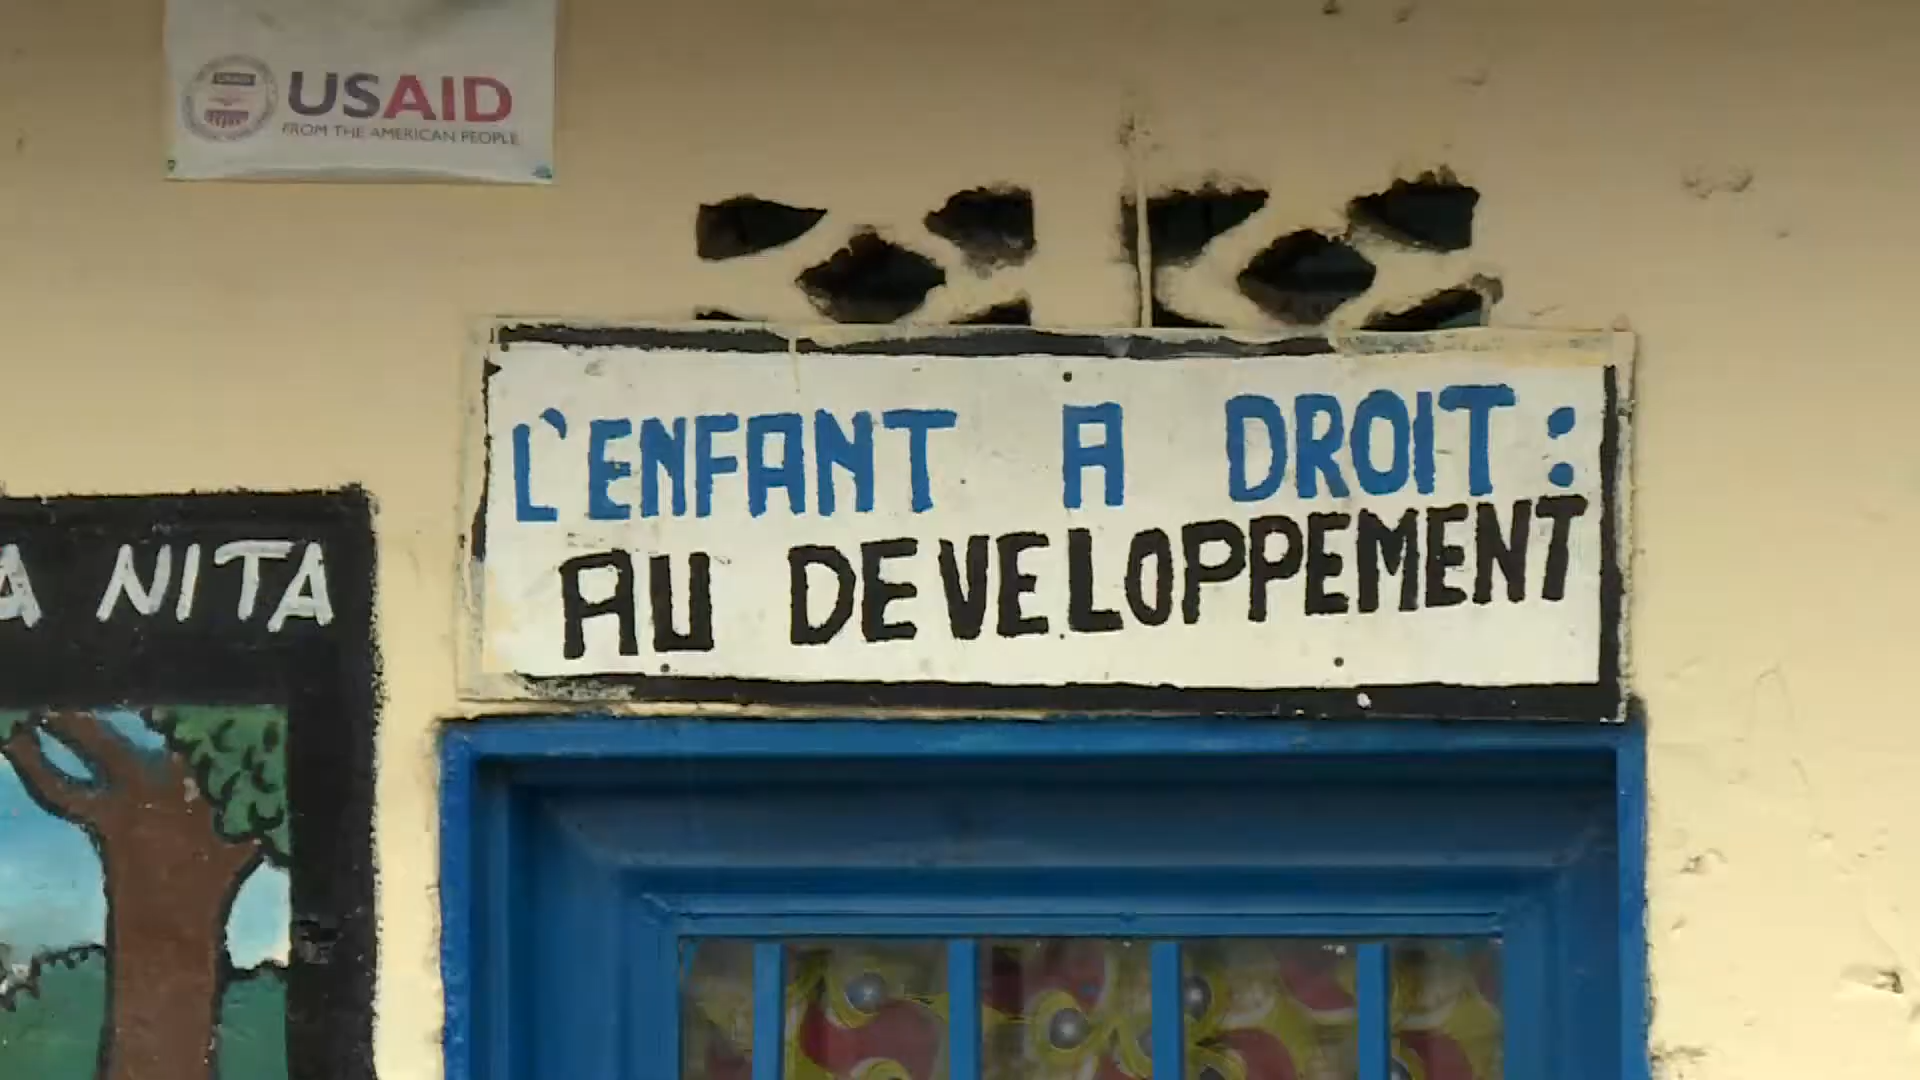 USAID
FROM THE AMERICAN PEOPLE
L'ENFANT A DROIT :
AU DEVELOPPEMENT
A NITA